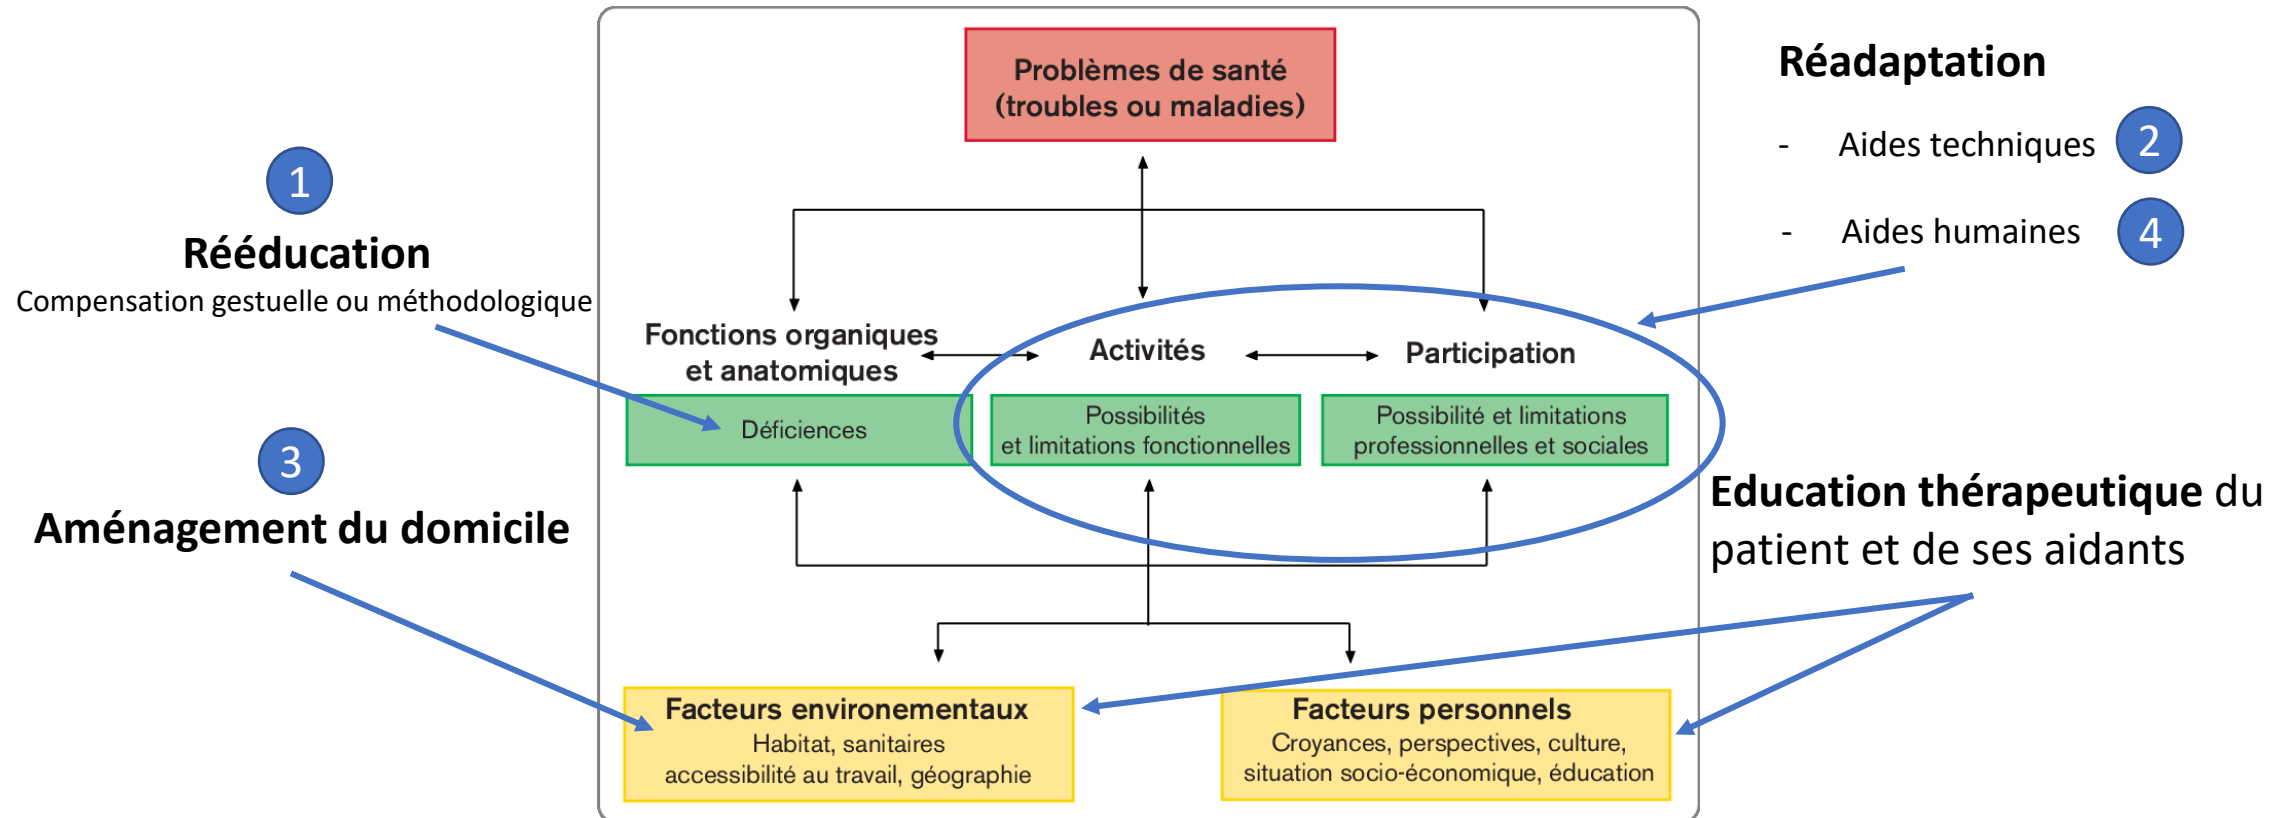 Problèmes de santé
(troubles ou maladies)
Réadaptation
- Aides techniques 2
- Aides humaines 4
1
Rééducation
Compensation gestuelle ou méthodologique
Fonctions organiques
et anatomiques
Activités
Participation
Déficiences
Possibilités
et limitations fonctionnelles
Possibilité et limitations
professionnelles et sociales
3
Aménagement du domicile
Education thérapeutique du
patient et de ses aidants
Facteurs environementaux
Habitat, sanitaires
accessibilité au travail, géographie
Facteurs personnels
Croyances, perspectives, culture,
situation socio-économique, éducation